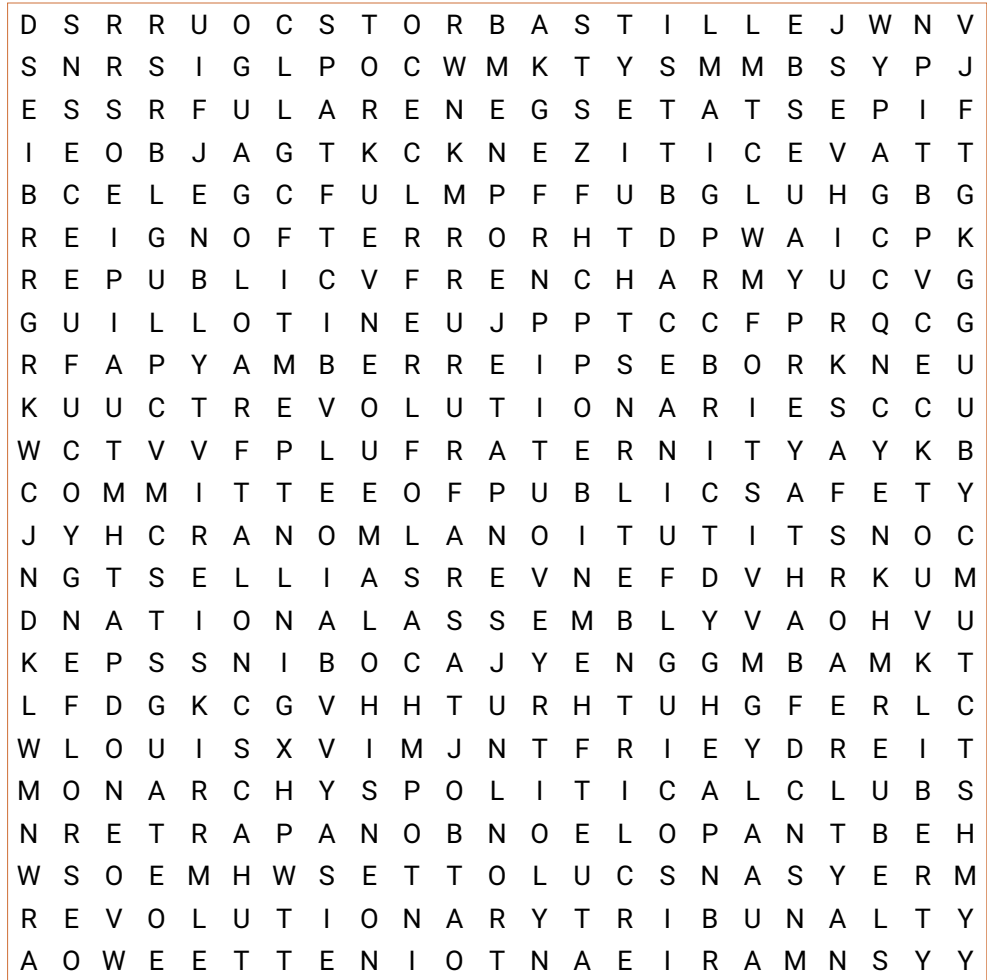 D S R R U O C S T O R B A S T I L L E J W N V
S N R S I G L P O C W M K T Y S M M B S Y P J
E S S R F U L A R E N E G S E T A T S E P I F
I E O B J A G T K C K N E Z I T I C E V A T T
B C E L E G C F U L M P F F U B G L U H G B G
R E I G N O F T E R R O R H T D P W A I C P K
R E P U B L I C V F R E N C H A R M Y U C V G
G U I L L O T I N E U J P P T C C F P R Q C G
R F A P Y A M B E R R E I P S E B O R K N E U
K U U C T R E V O L U T I O N A R I E S C C U
W C T V V F P L U F R A T E R N I T Y A Y K B
C O M M I T T E E O F P U B L I C S A F E T Y
J Y H C R A N O M L A N O I T U T I T S N O C
N G T S E L L I A S R E V N E F D V H R K U M
D N A T I O N A L A S S E M B L Y V A O H V U
K E P S S N I B O C A J Y E N G G M B A M K T
L F D G K C G V H H T U R H T U H G F E R L C
W L O U I S X V I M J N T F R I E Y D R E I T
M O N A R C H Y S P O L I T I C A L C L U B S
N R E T R A P A N O B N O E L O P A N T B E H
W S O E M H W S E T T O L U C S N A S Y E R M
R E V O L U T I O N A R Y T R I B U N A L T Y
A O W E E T T E N I O T N A E I R A M N S Y Y